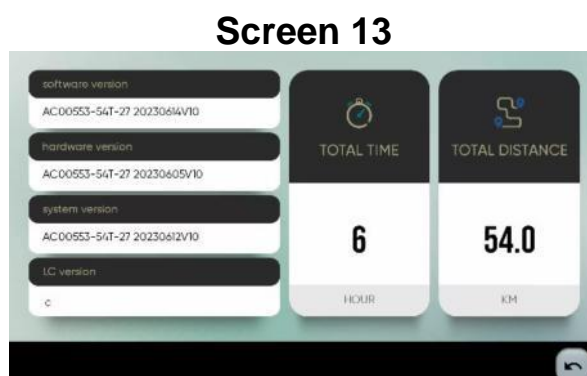 Screen 13
software version
AC00553-54T-27 20230614V10
hardware version
AC00553-54T-27 20230605V10
system version
AC00553-54T-27 20230612V10
LC version
c
TOTAL TIME
6
HOUR
TOTAL DISTANCE
54.0
KM